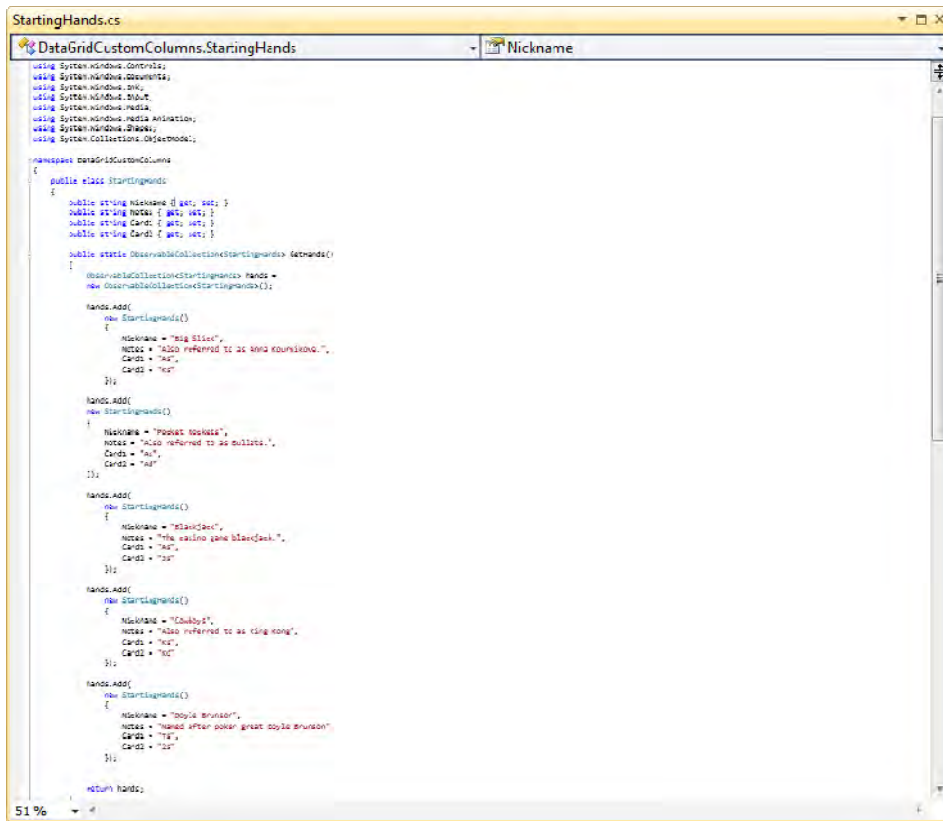 StartingHands.cs
DataGridCustomColumns.StartingHands
Nickname
using System.Windows.Controls;
using System.Windows.Documents;
using System.Windows.Ink;
using System.Windows.Input;
using System.Windows.Media;
using System.Windows.Media.Animation;
using System.Windows.Shapes;
using System.Collections.ObjectModel;
namespace DataGridCustomColumns
{
public class StartingHands
{
public string Nickname { get; set; }
public string Notes { get; set; }
public string Card1 { get; set; }
public string Card2 { get; set; }
public static ObservableCollection<StartingHands> GetHands()
{
ObservableCollection<StartingHands> hands =
new ObservableCollection<StartingHands>();
hands.Add(
new StartingHands()
{
Nickname = "Big Slick",
Notes = "Also referred to as Anna Kournikova.",
Card1 = "As",
Card2 = "Ks"
});
hands.Add(
new StartingHands()
{
Nickname = "Pocket Rockets",
Notes = "Also referred to as Bullets.",
Card1 = "As",
Card2 = "Ad"
});
hands.Add(
new StartingHands()
{
Nickname = "Blackjack",
Notes = "The casino game blackjack.",
Card1 = "As",
Card2 =
});
hands.Add(
new StartingHands()
{
Nickname = "Cowboys",
Notes = "Also referred to as King Kong",
Card1 = "Ks",
Card2 = "Kc"
});
hands.Add(
new StartingHands()
{
Nickname = "Doyle Brunson",
Notes = "Named after poker great Doyle Brunson"
Card1 = "Ts",
Card2 = "2s"
});
return hands;
51 %